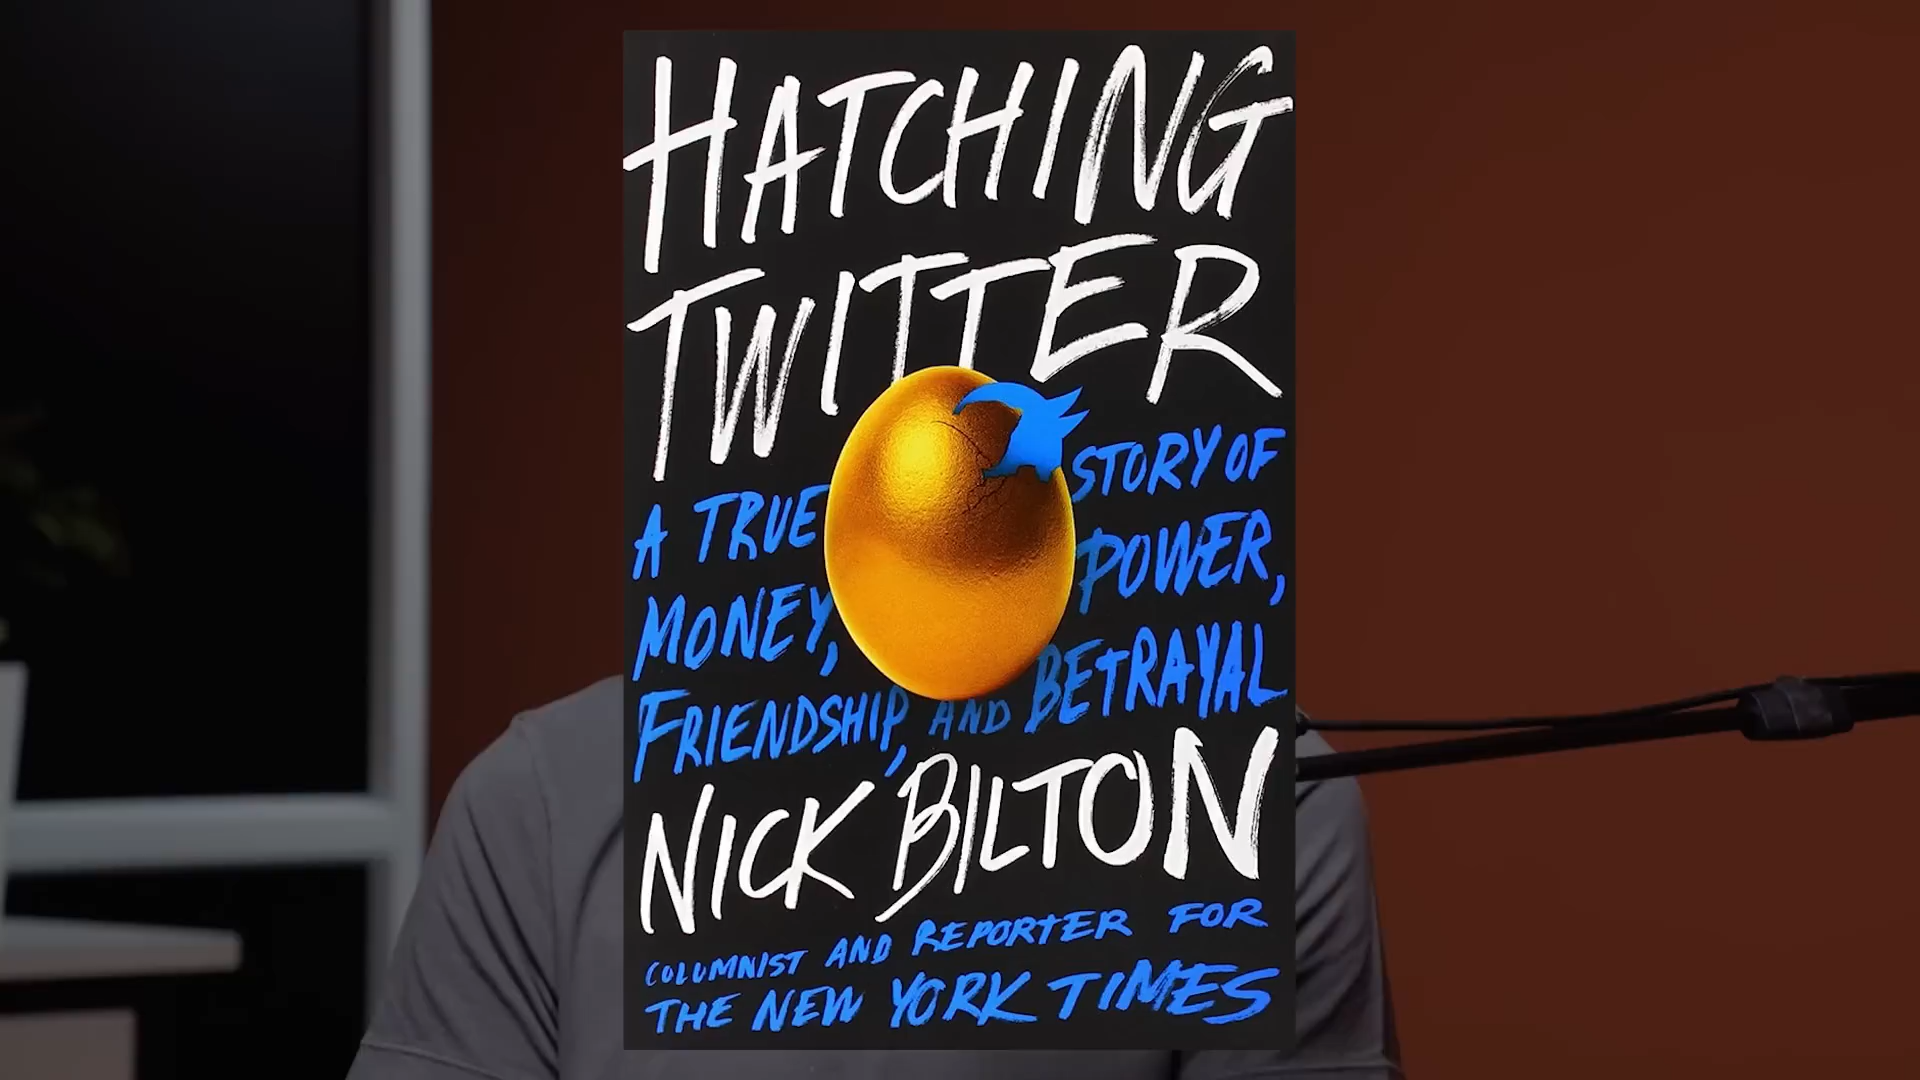 HATCHING
TWITTER
A TRUE STORY OF
MONEY, POWER,
FRIENDSHIP, AND BETRAYAL
NICK BILTON
COLUMNIST AND REPORTER FOR
THE NEW YORK TIMES